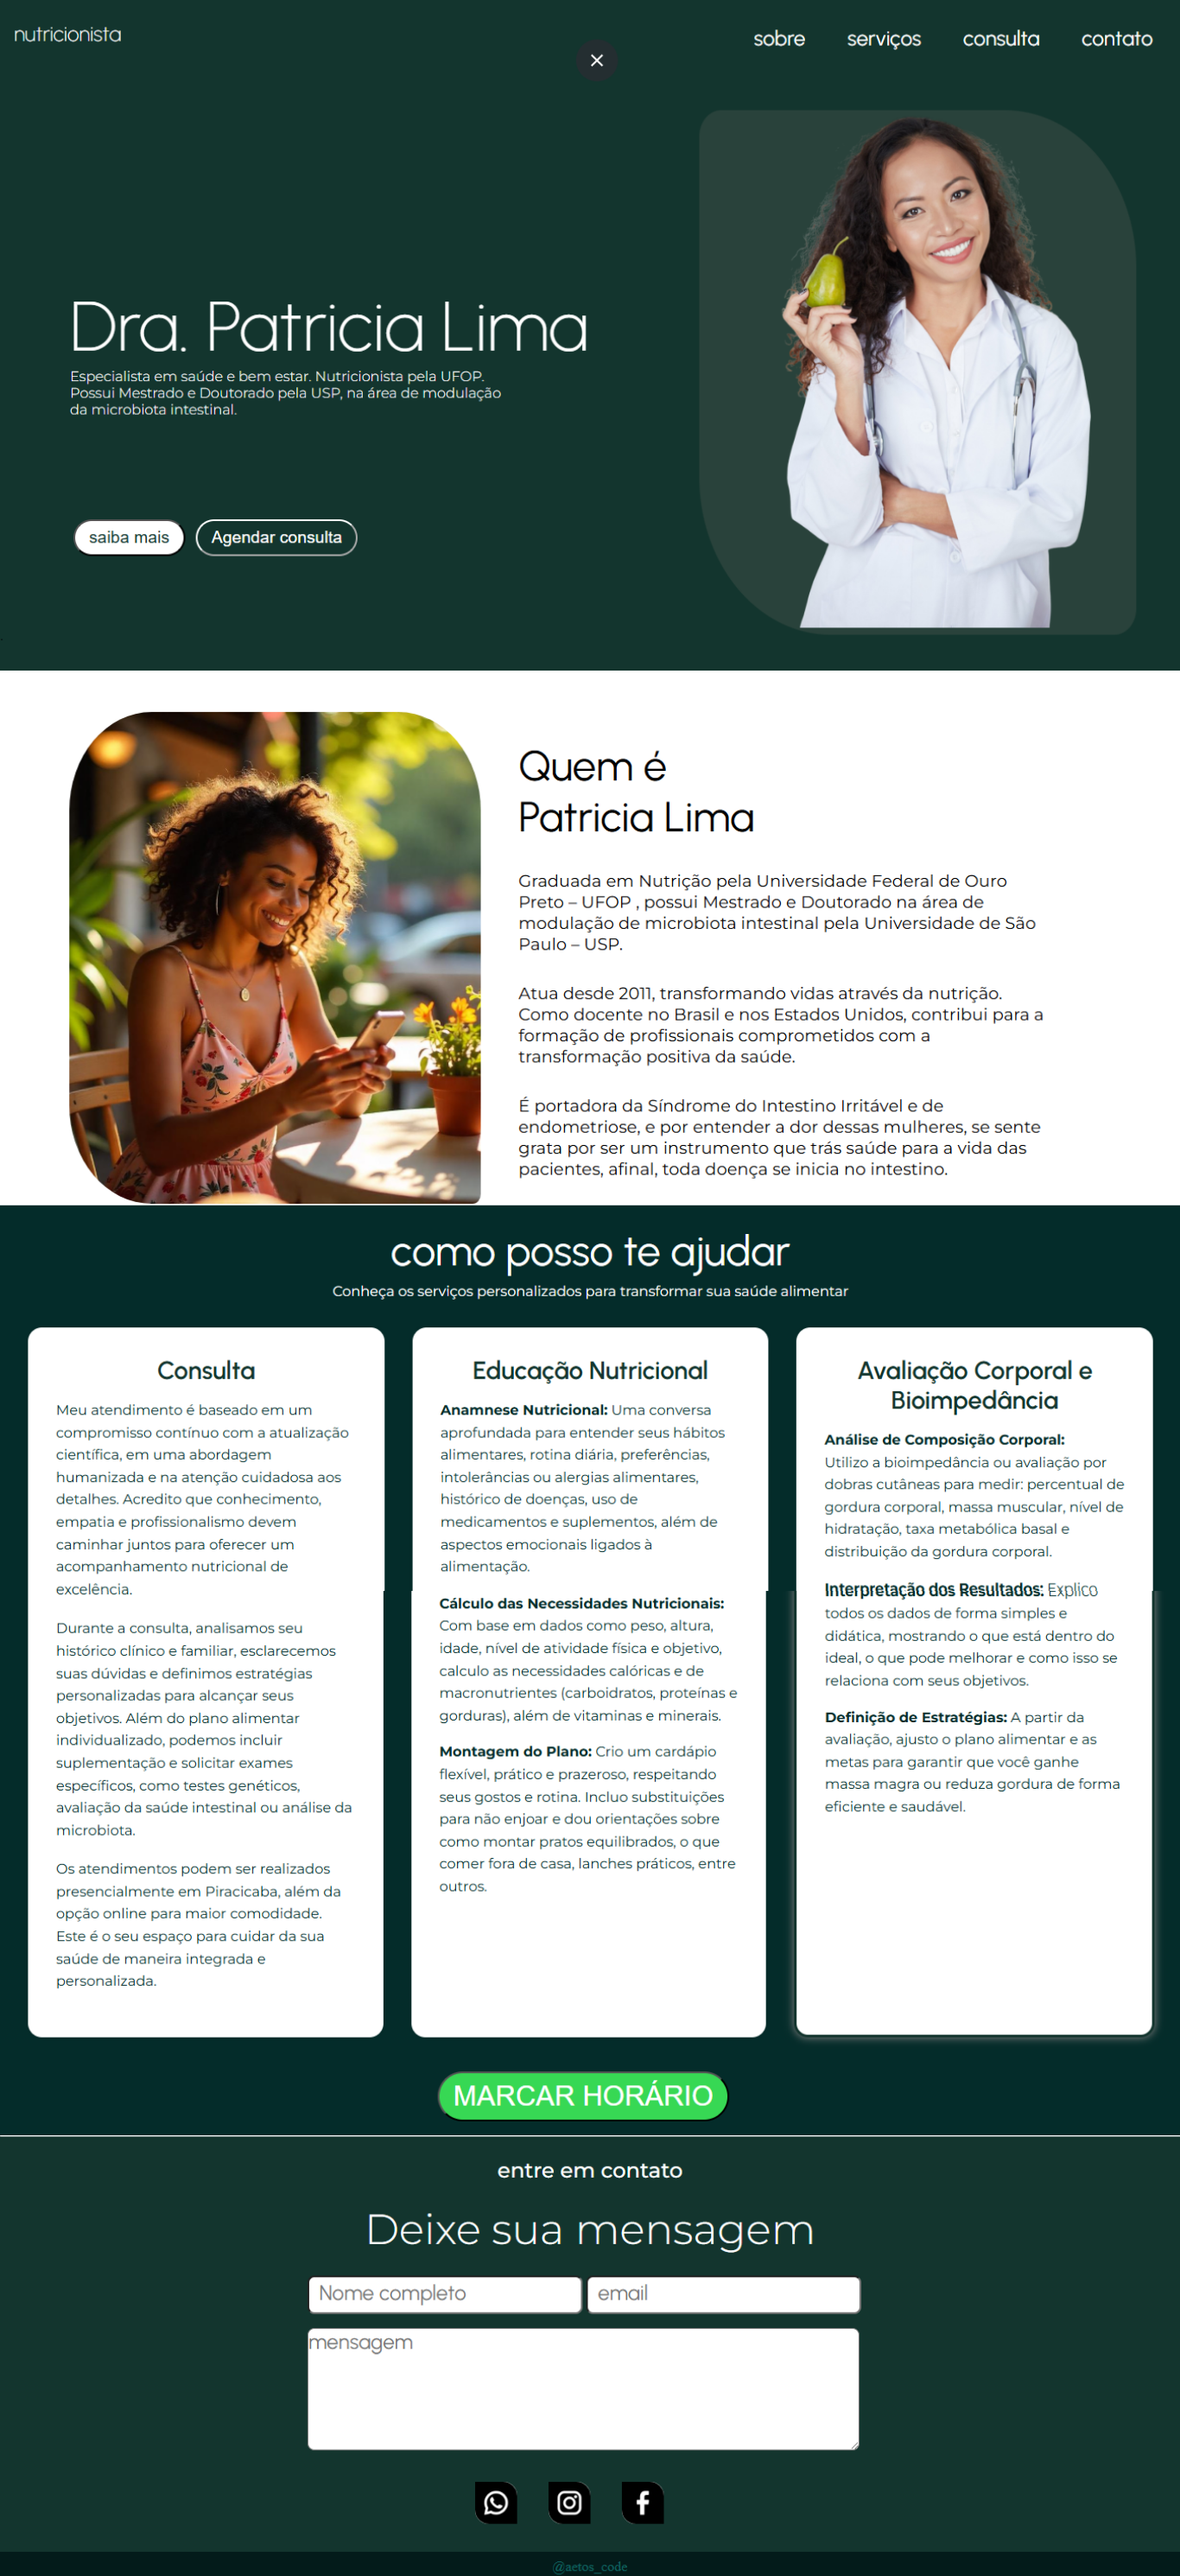 nutricionista
sobre serviços consulta contato
Dra. Patricia Lima
Especialista em saúde e bem estar. Nutricionista pela UFOP.
Possui Mestrado e Doutorado pela USP, na área de modulação
da microbiota intestinal.
saiba mais Agendar consulta
Quem é
Patricia Lima
Graduada em Nutrição pela Universidade Federal de Ouro
Preto – UFOP , possui Mestrado e Doutorado na área de
modulação de microbiota intestinal pela Universidade de São
Paulo – USP.
Atua desde 2011, transformando vidas através da nutrição.
Como docente no Brasil e nos Estados Unidos, contribui para a
formação de profissionais comprometidos com a
transformação positiva da saúde.
É portadora da Síndrome do Intestino Irritável e de
endometriose, e por entender a dor dessas mulheres, se sente
grata por ser um instrumento que trás saúde para a vida das
pacientes, afinal, toda doença se inicia no intestino.
como posso te ajudar
Conheça os serviços personalizados para transformar sua saúde alimentar
Consulta
Meu atendimento é baseado em um
compromisso contínuo com a atualização
científica, em uma abordagem
humanizada e na atenção cuidadosa aos
detalhes. Acredito que conhecimento,
empatia e profissionalismo devem
caminhar juntos para oferecer um
acompanhamento nutricional de
excelência.
Durante a consulta, analisamos seu
histórico clínico e familiar, esclarecemos
suas dúvidas e definimos estratégias
personalizadas para alcançar seus
objetivos. Além do plano alimentar
individualizado, podemos incluir
suplementação e solicitar exames
específicos, como testes genéticos,
avaliação da saúde intestinal ou análise da
microbiota.
Os atendimentos podem ser realizados
presencialmente em Piracicaba, além da
opção online para maior comodidade.
Este é o seu espaço para cuidar da sua
saúde de maneira integrada e
personalizada.
Educação Nutricional
Anamnese Nutricional: Uma conversa
aprofundada para entender seus hábitos
alimentares, rotina diária, preferências,
intolerâncias ou alergias alimentares,
histórico de doenças, uso de
medicamentos e suplementos, além de
aspectos emocionais ligados à
alimentação.
Cálculo das Necessidades Nutricionais:
Com base em dados como peso, altura,
idade, nível de atividade física e objetivo,
calculo as necessidades calóricas e de
macronutrientes (carboidratos, proteínas e
gorduras), além de vitaminas e minerais.
Montagem do Plano: Crio um cardápio
flexível, prático e prazeroso, respeitando
seus gostos e rotina. Incluo substituições
para não enjoar e dou orientações sobre
como montar pratos equilibrados, o que
comer fora de casa, lanches práticos, entre
outros.
Avaliação Corporal e
Bioimpedância
Análise de Composição Corporal:
Utilizo a bioimpedância ou avaliação por
dobras cutâneas para medir: percentual de
gordura corporal, massa muscular, nível de
hidratação, taxa metabólica basal e
distribuição da gordura corporal.
Interpretação dos Resultados: Explico
todos os dados de forma simples e
didática, mostrando o que está dentro do
ideal, o que pode melhorar e como isso se
relaciona com seus objetivos.
Definição de Estratégias: A partir da
avaliação, ajusto o plano alimentar e as
metas para garantir que você ganhe
massa magra ou reduza gordura de forma
eficiente e saudável.
MARCAR HORÁRIO
entre em contato
Deixe sua mensagem
Nome completo email
mensagem
@aetos_code